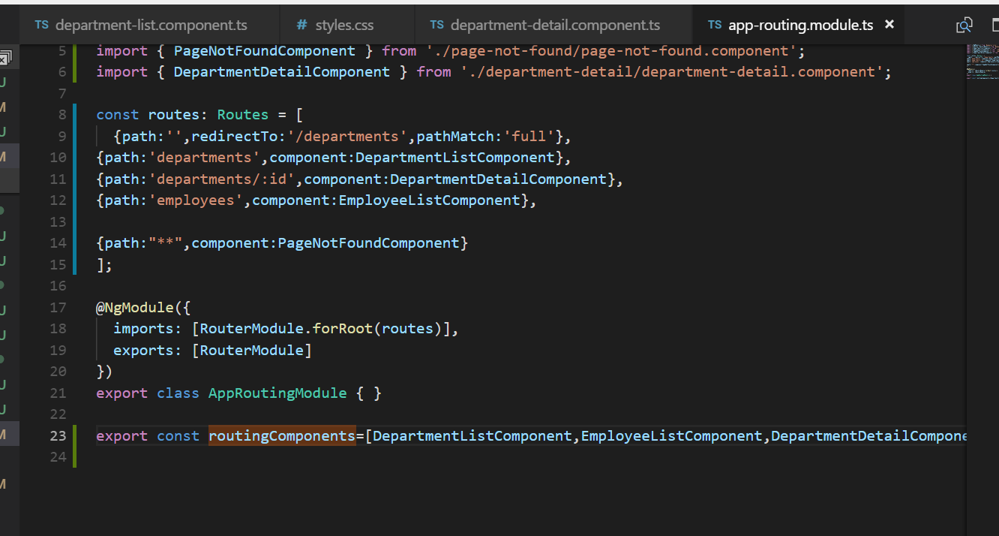 TS department-list.component.ts # styles.css TS department-detail.component.ts TS app-routing.module.ts ×
5 import { PageNotFoundComponent } from './page-not-found/page-not-found.component';
6 import { DepartmentDetailComponent } from './department-detail/department-detail.component';
7
8 const routes: Routes = [
9 {path:'',redirectTo:'/departments',pathMatch:'full'},
10 {path:'departments',component:DepartmentListComponent},
11 {path:'departments/:id',component:DepartmentDetailComponent},
12 {path:'employees',component:EmployeeListComponent},
13
14 {path:"**",component:PageNotFoundComponent}
15 ];
16
17 @NgModule({
18 imports: [RouterModule.forRoot(routes)],
19 exports: [RouterModule]
20 })
21 export class AppRoutingModule { }
22
23 export const routingComponents=[DepartmentListComponent,EmployeeListComponent,DepartmentDetailCompone
24
U
M
U
M
U
U
U
U
U
U
M
M